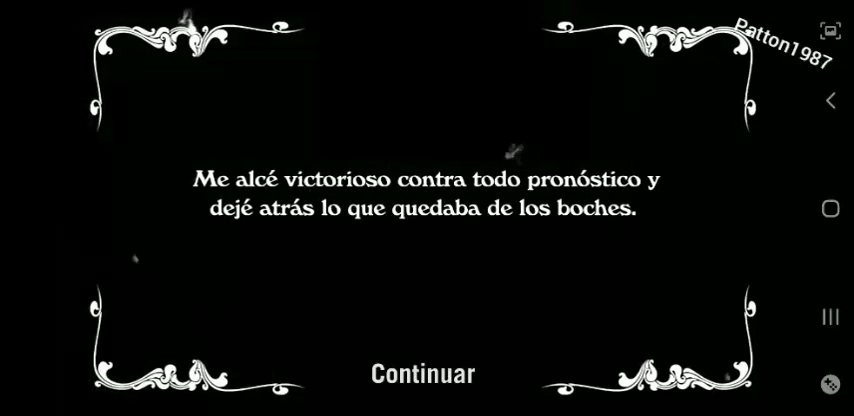 Patton1987
Me alcé victorioso contra todo pronóstico y
dejé atrás lo que quedaba de los boches.
Continuar